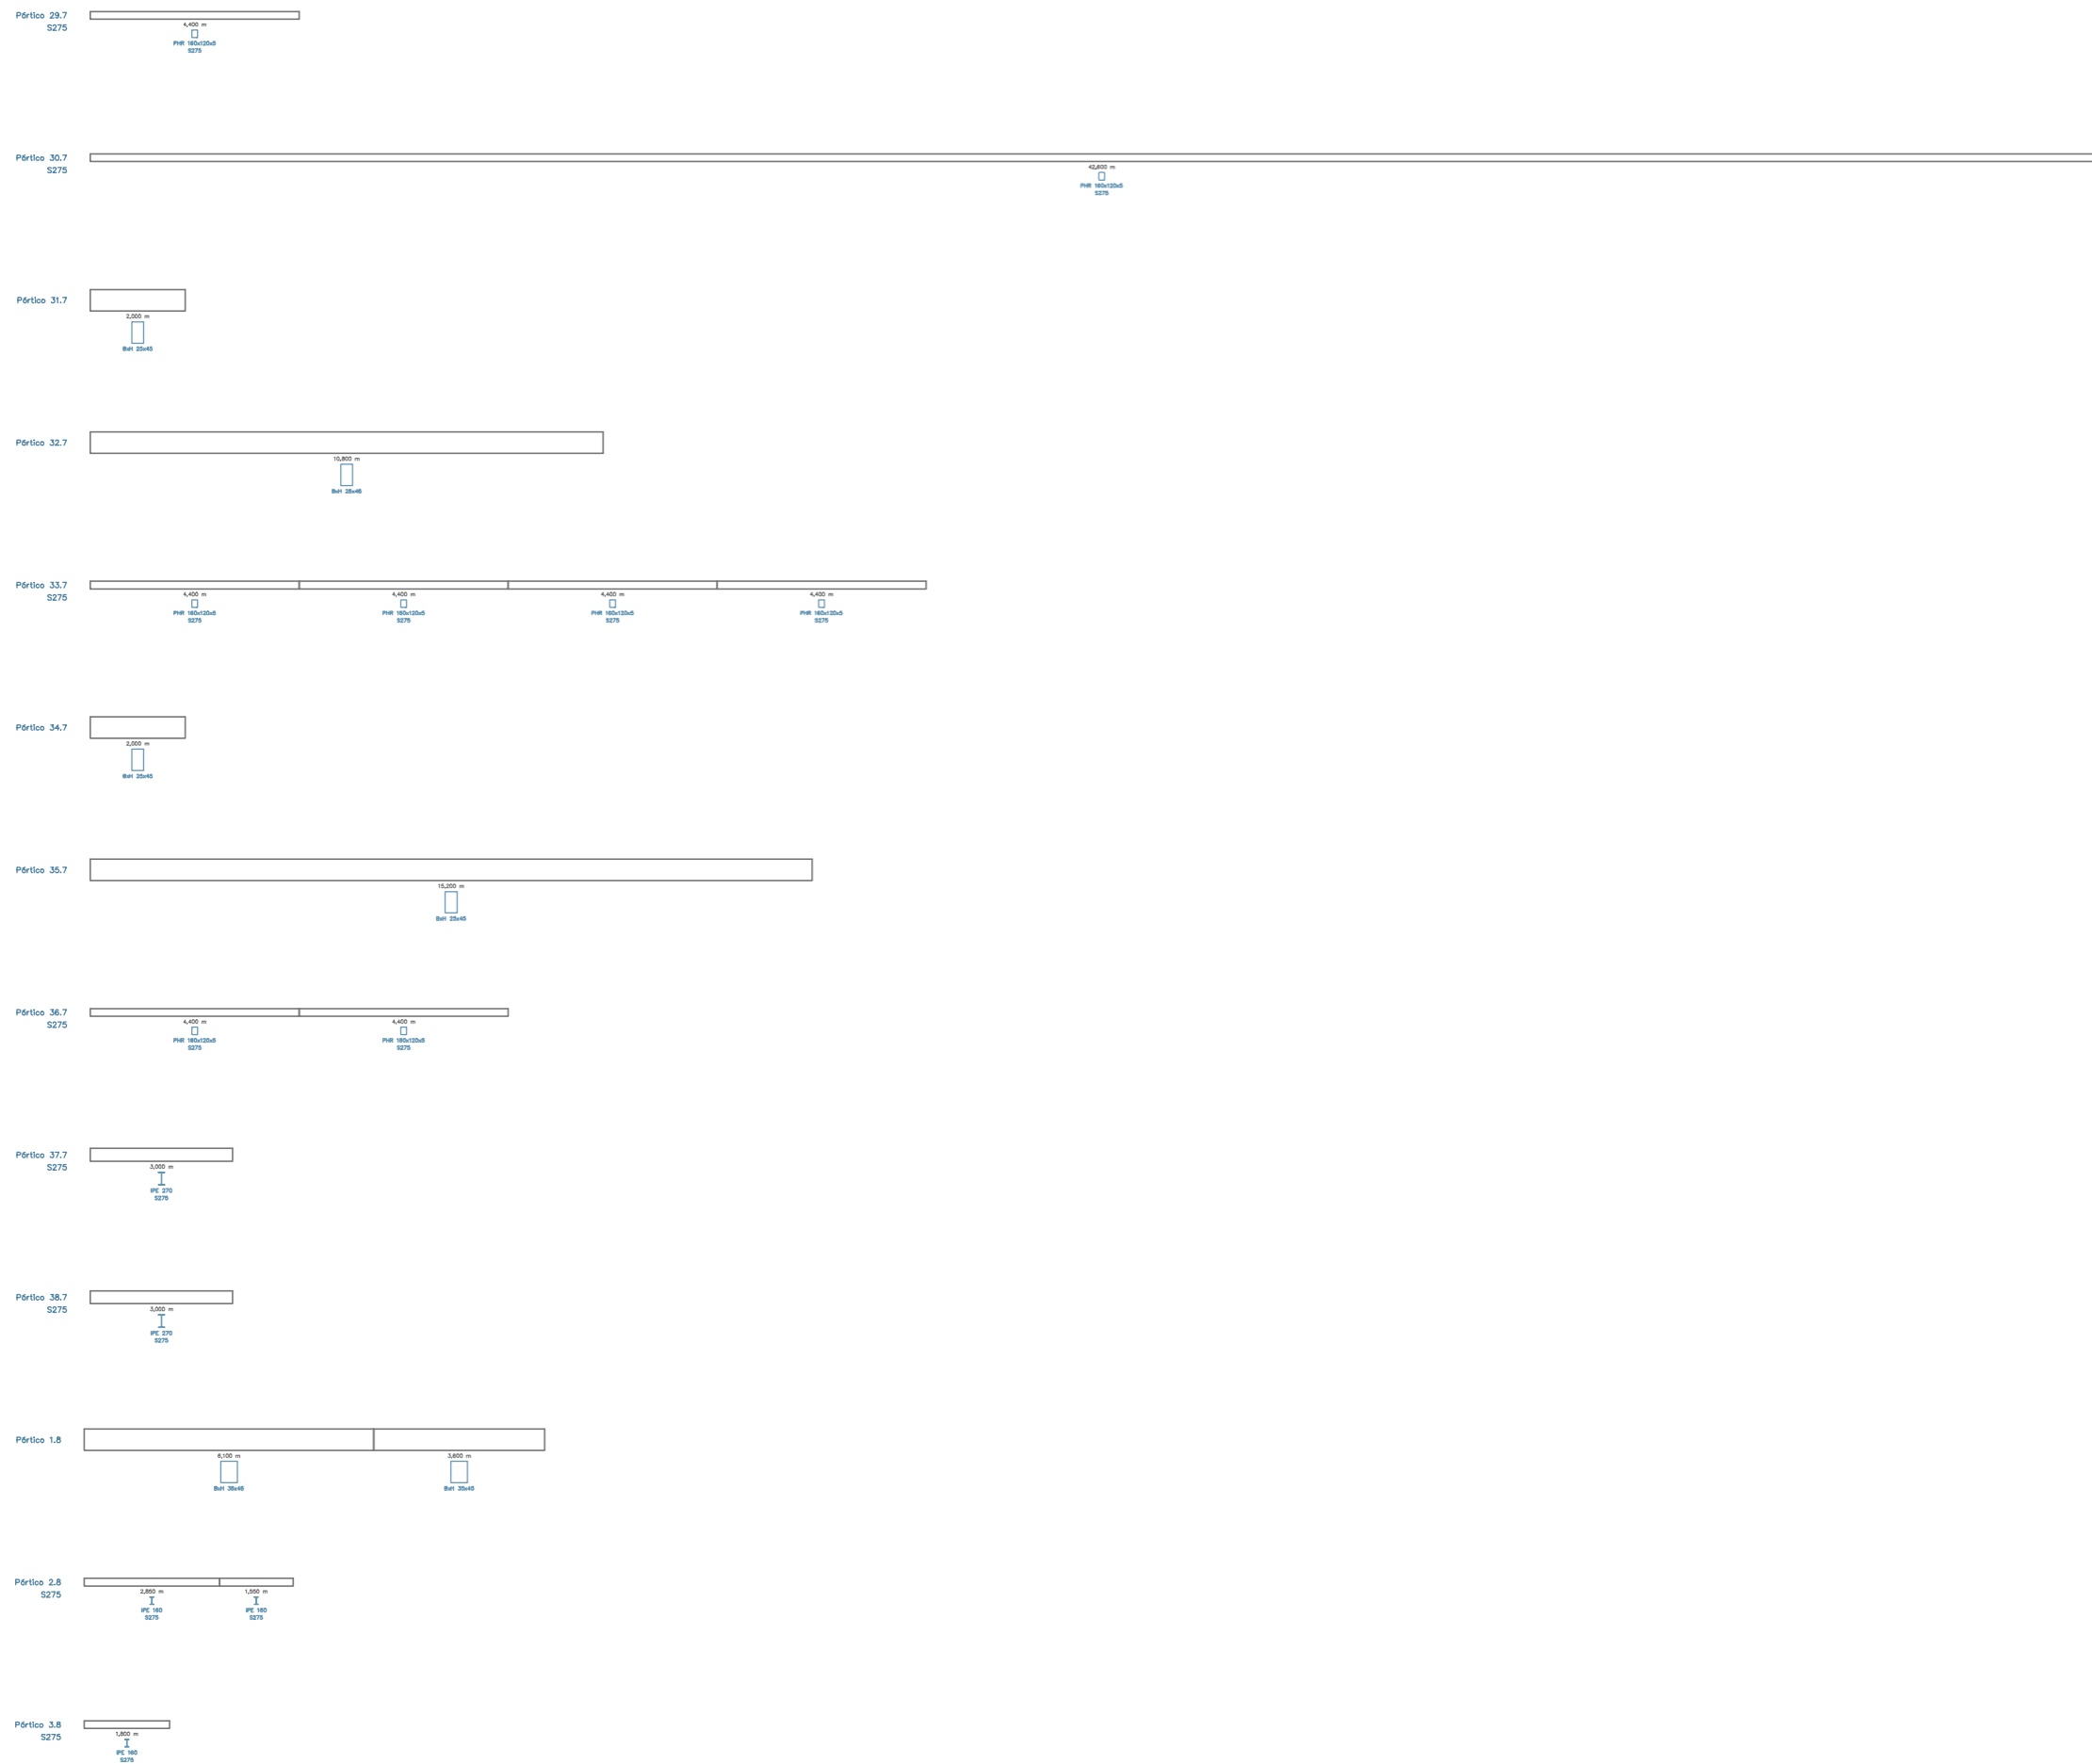 Pórtico 29.7
S275
4,400 m
PHR 160x120x5
S275
Pórtico 30.7
S275
42,600 m
PHR 160x120x5
S275
Pórtico 31.7
2,000 m
BxH 25x45
Pórtico 32.7
10,800 m
BxH 25x45
Pórtico 33.7
S275
4,400 m 4,400 m 4,400 m 4,400 m
PHR 160x120x5 PHR 160x120x5 PHR 160x120x5 PHR 160x120x5
S275 S275 S275 S275
Pórtico 34.7
2,000 m
BxH 25x45
Pórtico 35.7
15,200 m
BxH 25x45
Pórtico 36.7
S275
4,400 m 4,400 m
PHR 160x120x5 PHR 160x120x5
S275 S275
Pórtico 37.7
S275
3,000 m
IPE 270
S275
Pórtico 38.7
S275
3,000 m
IPE 270
S275
Pórtico 1.8
6,100 m 3,600 m
BxH 35x45 BxH 35x45
Pórtico 2.8
S275
2,850 m 1,550 m
IPE 160 IPE 160
S275 S275
Pórtico 3.8
S275
1,800 m
IPE 160
S275